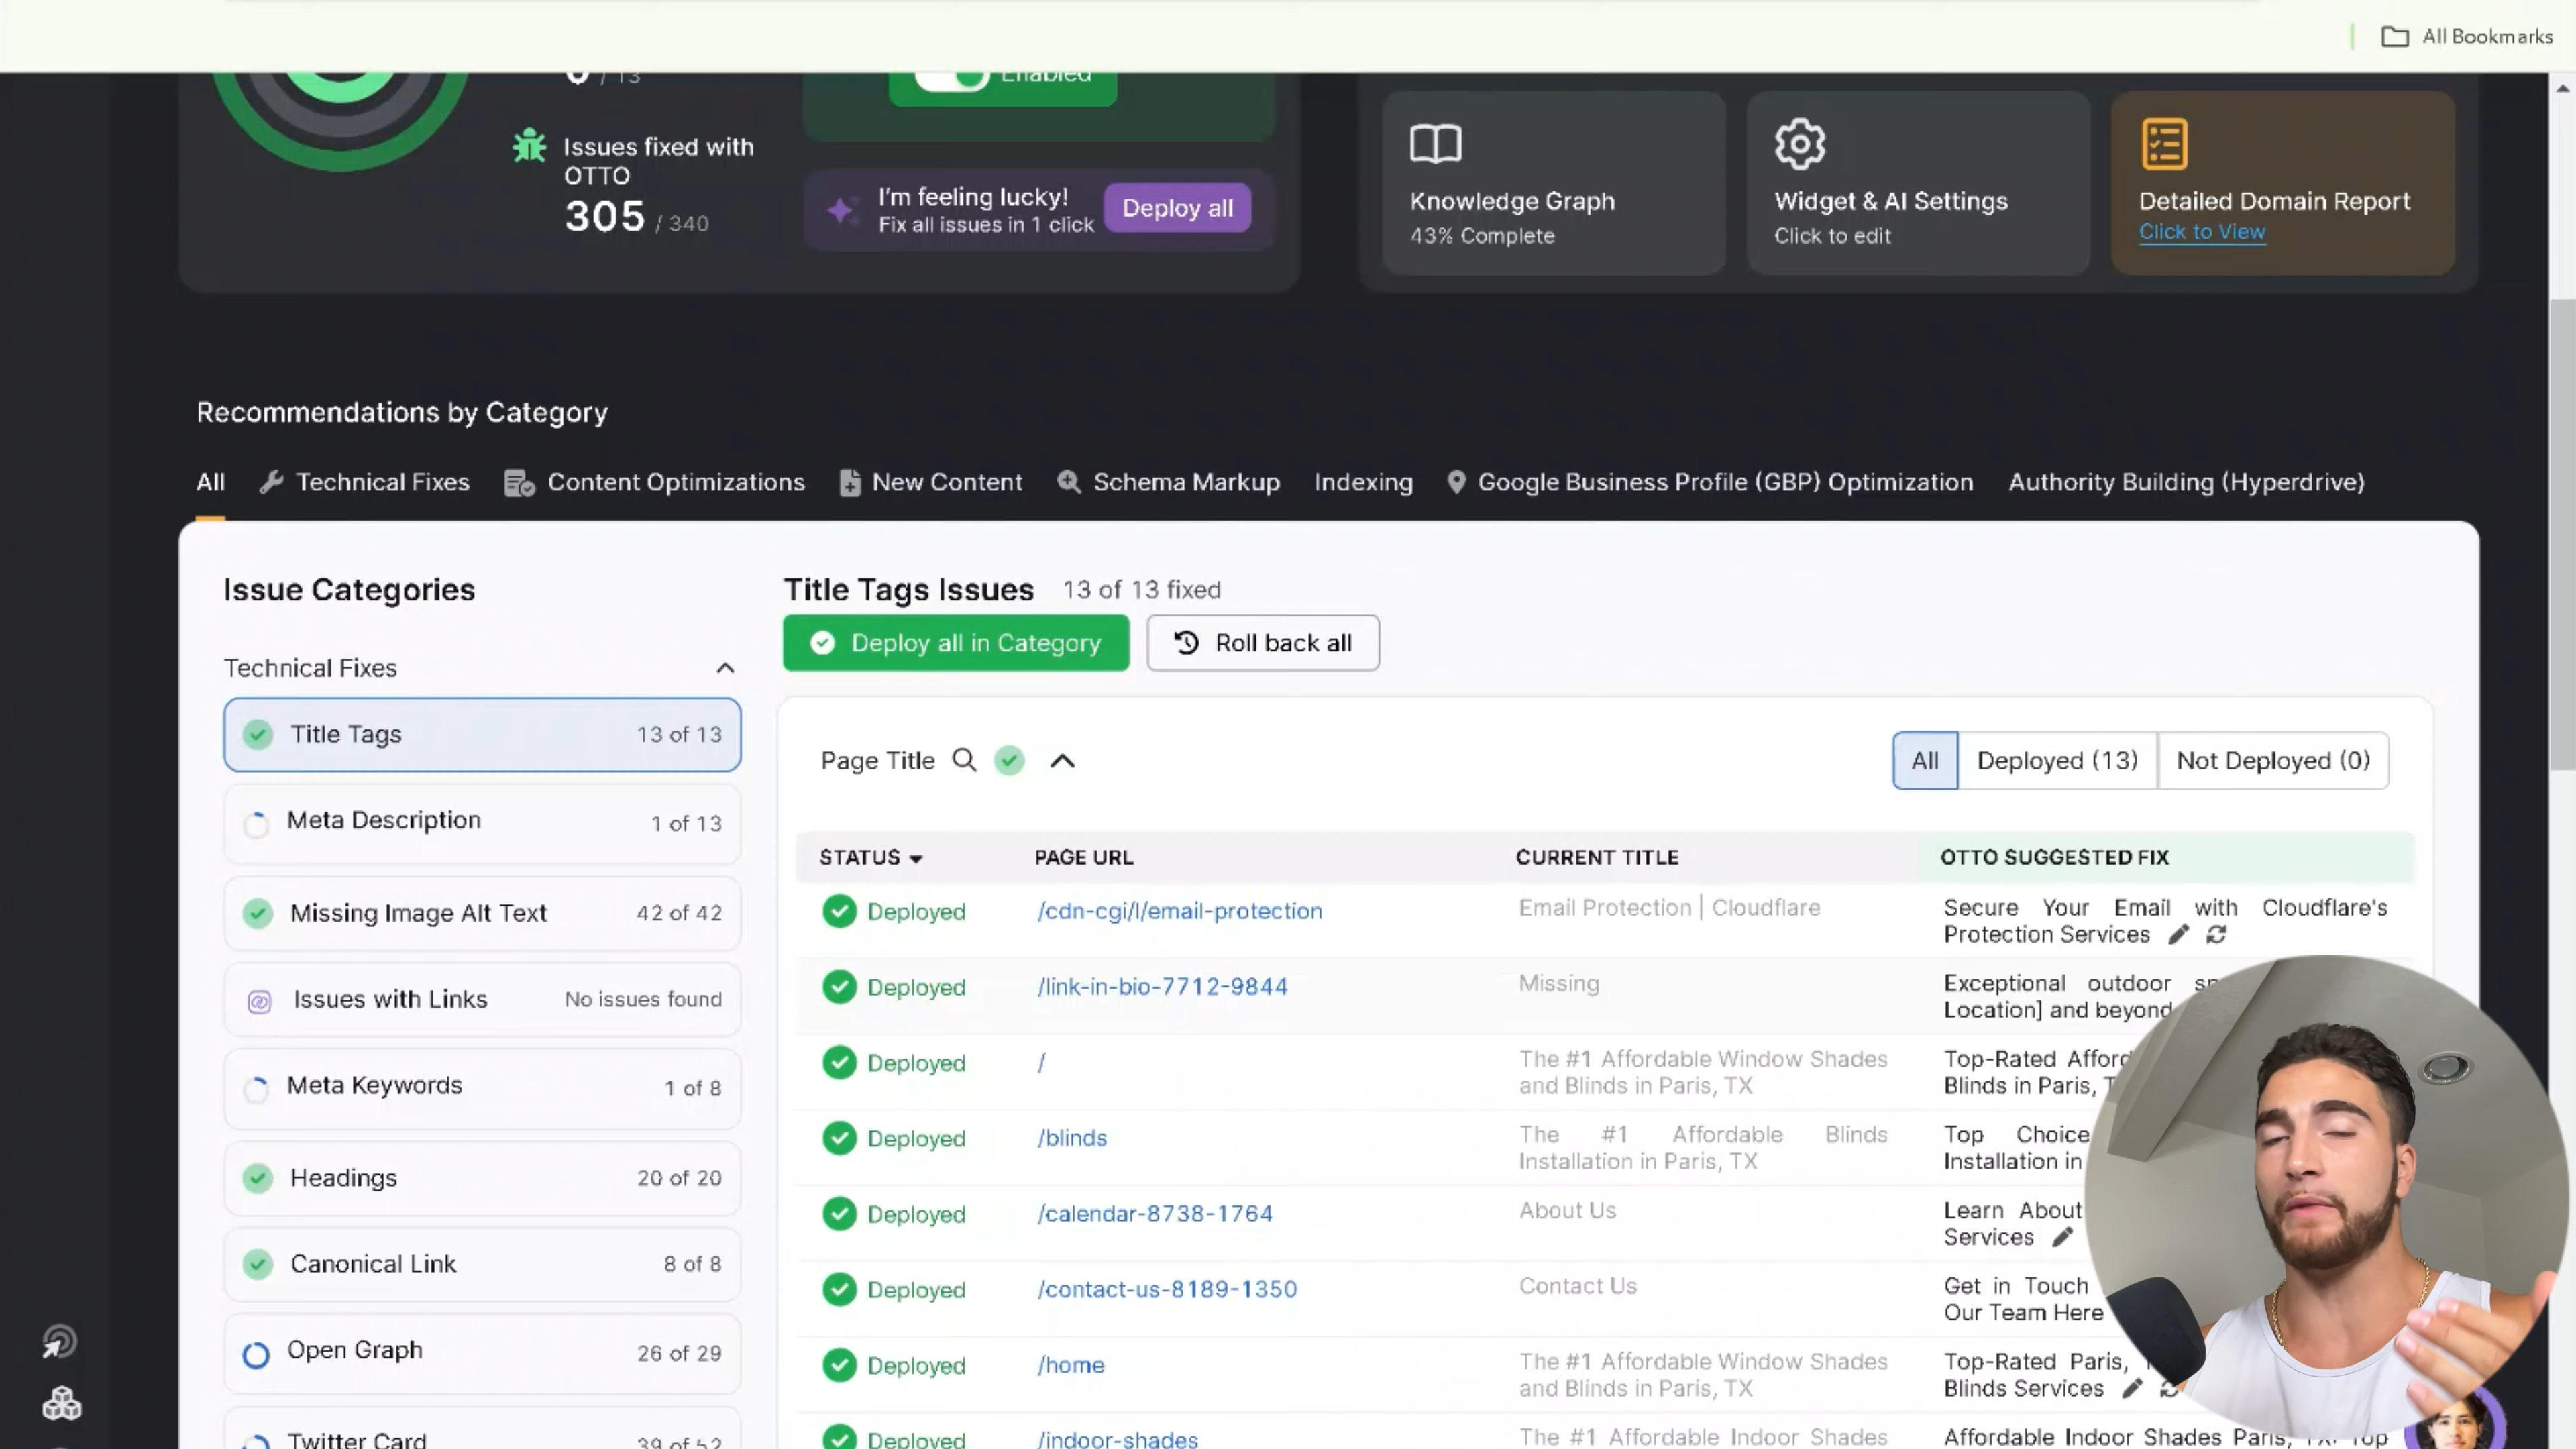 All Bookmarks
/ 13
Enabled
Issues fixed with
OTTO
305 / 340
I'm feeling lucky!
Fix all issues in 1 click
Deploy all
Knowledge Graph
43% Complete
Widget & AI Settings
Click to edit
Detailed Domain Report
Click to View
Recommendations by Category
All
Technical Fixes
Content Optimizations
New Content
Schema Markup
Indexing
Google Business Profile (GBP) Optimization
Authority Building (Hyperdrive)
Issue Categories
Technical Fixes
Title Tags 13 of 13
Meta Description 1 of 13
Missing Image Alt Text 42 of 42
Issues with Links No issues found
Meta Keywords 1 of 8
Headings 20 of 20
Canonical Link 8 of 8
Open Graph 26 of 29
Twitter Card 39 of 52
Title Tags Issues 13 of 13 fixed
Deploy all in Category
Roll back all
Page Title
All
Deployed (13)
Not Deployed (0)
STATUS PAGE URL CURRENT TITLE OTTO SUGGESTED FIX
Deployed /cdn-cgi/l/email-protection Email Protection | Cloudflare Secure Your Email with Cloudflare's
Protection Services
Deployed /link-in-bio-7712-9844 Missing Exceptional outdoor
Location] and beyond
Deployed / The #1 Affordable Window Shades Top-Rated
and Blinds in Paris, TX Blinds in Paris,
Deployed /blinds The #1 Affordable Blinds Top Choice
Installation in Paris, TX Installation in
Deployed /calendar-8738-1764 About Us Learn About
Services
Deployed /contact-us-8189-1350 Contact Us Get in Touch
Our Team Here
Deployed /home The #1 Affordable Window Shades Top-Rated Paris,
and Blinds in Paris, TX Blinds Services
Deployed /indoor-shades The #1 Affordable Indoor Shades Affordable Indoor Shades Paris, TX: Top